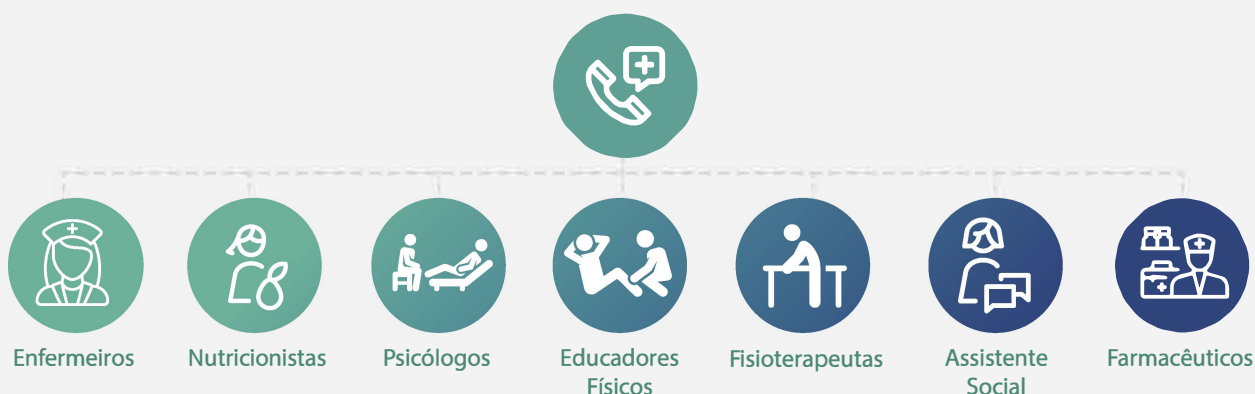 Enfermeiros
Nutricionistas
Psicólogos
Educadores
Físicos
Fisioterapeutas
Assistente
Social
Farmacêuticos